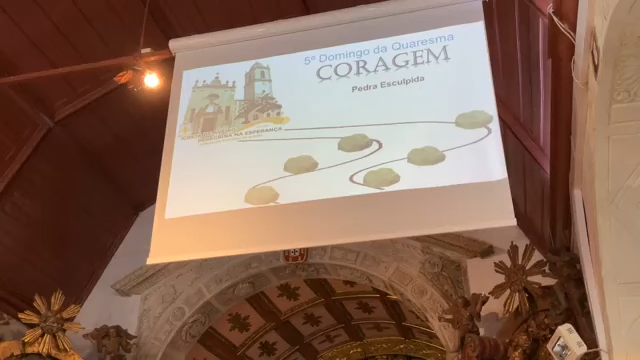 5º Domingo da Quaresma
CORAGEM
Pedra Esculpida
NA ESPERANÇA